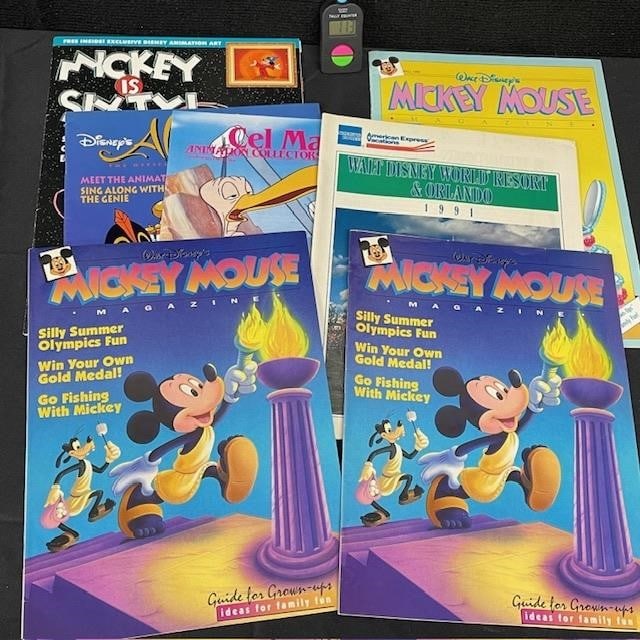 TALLY COUNTER
113
FREE INSIDE! EXCLUSIVE DISNEY ANIMATION ART
MICKEY
IS
SIXTY!
Walt Disney's
MICKEY MOUSE
MAGAZINE
Disney's
MEET THE ANIMAT
SING ALONG WITH
THE GENIE
Cel Ma
ANIMATION COLLECTORS
American Express
Vacations
WALT DISNEY WORLD RESORT
& ORLANDO
1991
Walt Disney's
MICKEY MOUSE
• MAGAZINE •
Silly Summer
Olympics Fun
Win Your Own
Gold Medal!
Go Fishing
With Mickey
Guide for Grown-ups
ideas for family fun
Walt Disney's
MICKEY MOUSE
• MAGAZINE •
Silly Summer
Olympics Fun
Win Your Own
Gold Medal!
Go Fishing
With Mickey
Guide for Grown-ups
ideas for family fun